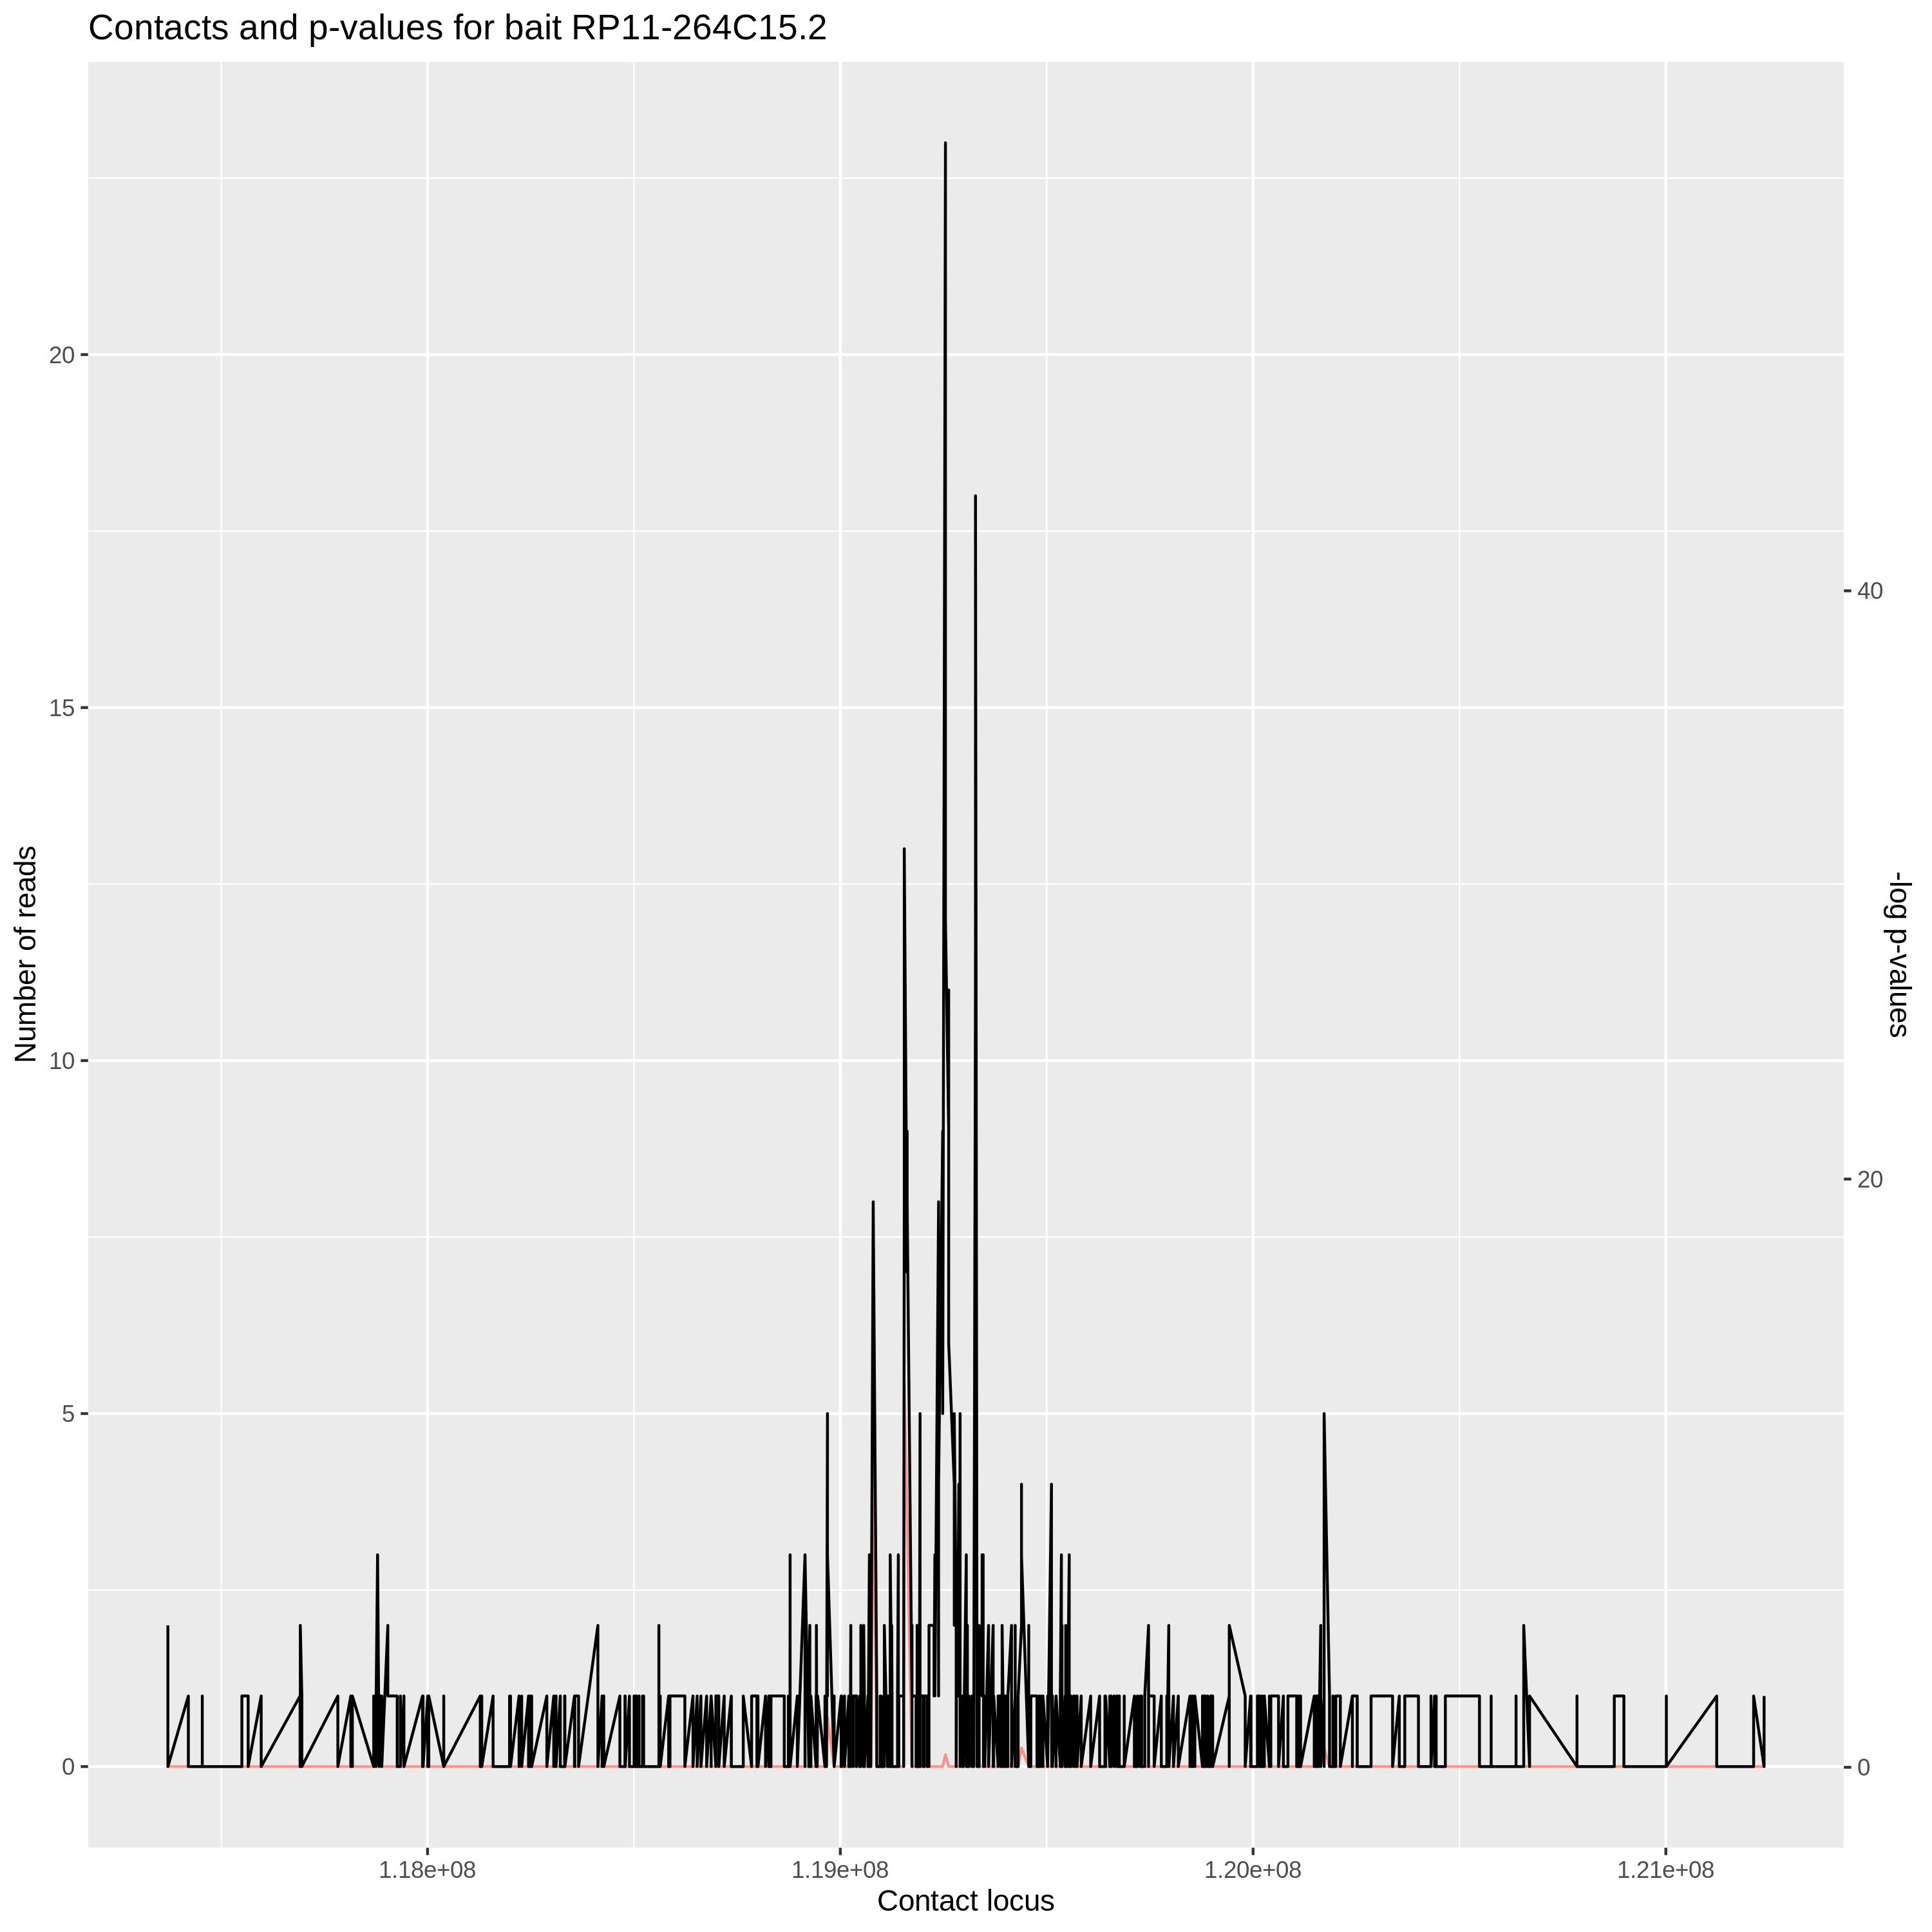 Contacts and p-values for bait RP11-264C15.2
Number of reads
20
15
10
5
0
40
20
0
-log p-values
1.18e+08
1.19e+08
1.20e+08
1.21e+08
Contact locus